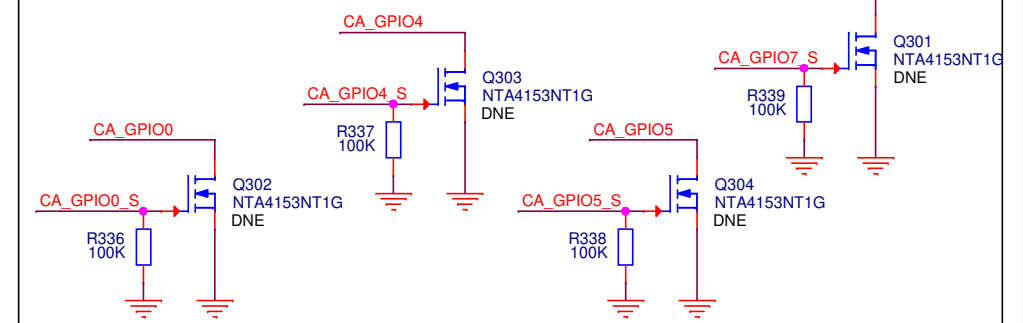 CA_GPIO4
Q303
NTA4153NT1G
DNE
CA_GPIO4_S
R337
100K
CA_GPIO7_S
Q301
NTA4153NT1G
DNE
R339
100K
CA_GPIO0
Q302
NTA4153NT1G
DNE
CA_GPIO0_S
R336
100K
CA_GPIO5
Q304
NTA4153NT1G
DNE
CA_GPIO5_S
R338
100K